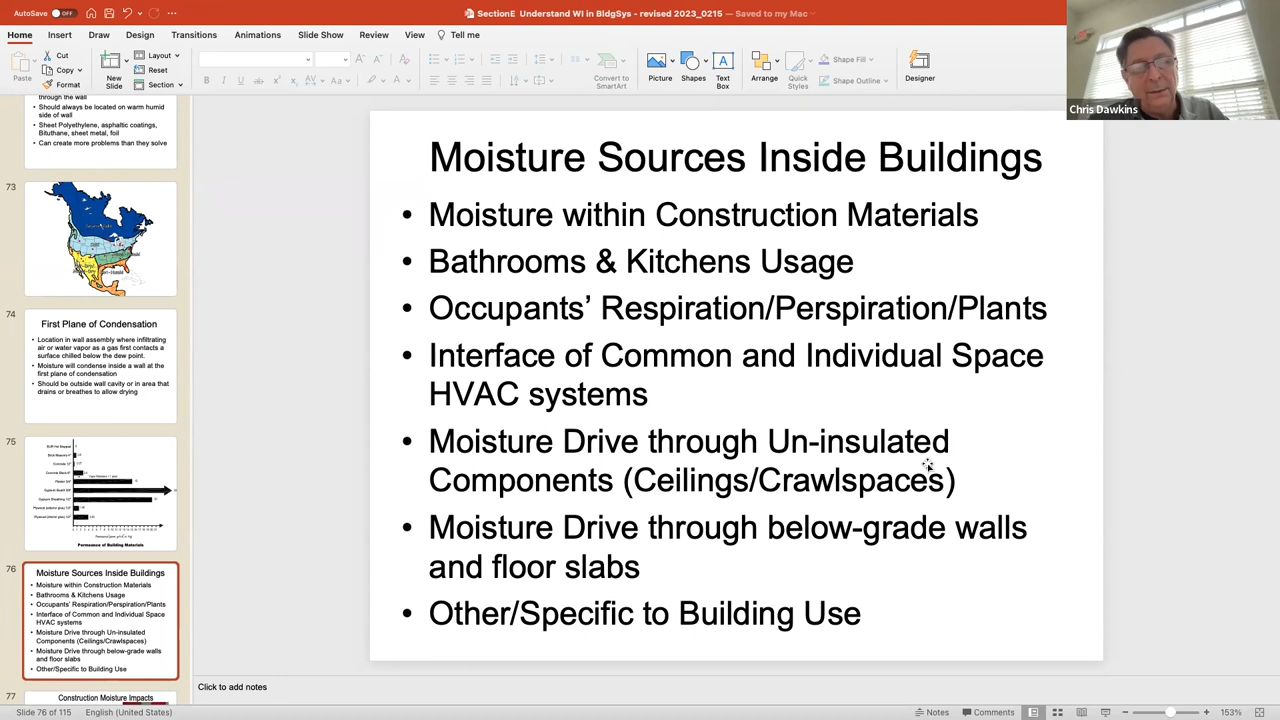 AutoSave OFF
SectionE Understand WI in BldgSys - revised 2023_0215 — Saved to my Mac
Home Insert Draw Design Transitions Animations Slide Show Review View Tell me
Paste
Cut
Copy
Format
New
Slide
Layout
Reset
Section
Convert to
SmartArt
Picture
Shapes
Text
Box
Arrange
Quick
Styles
Shape Fill
Shape Outline
Designer
Chris Dawkins
through the wall
• Should always be located on warm humid
side of wall
• Sheet Polyethylene, asphaltic coatings,
Bituthane, sheet metal, foil
• Can create more problems than they solve
73
74
First Plane of Condensation
• Location in wall assembly where infiltrating
air or water vapor as a gas first contacts a
surface chilled below the dew point.
• Moisture will condense inside a wall at the
first plane of condensation
• Should be outside wall cavity or in area that
drains or breathes to allow drying
75
Permeance of Building Materials
76
Moisture Sources Inside Buildings
• Moisture within Construction Materials
• Bathrooms & Kitchens Usage
• Occupants' Respiration/Perspiration/Plants
• Interface of Common and Individual Space
HVAC systems
• Moisture Drive through Un-insulated
Components (Ceilings/Crawlspaces)
• Moisture Drive through below-grade walls
and floor slabs
• Other/Specific to Building Use
77
Construction Moisture Impacts
Moisture Sources Inside Buildings
• Moisture within Construction Materials
• Bathrooms & Kitchens Usage
• Occupants' Respiration/Perspiration/Plants
• Interface of Common and Individual Space
HVAC systems
• Moisture Drive through Un-insulated
Components (Ceilings/Crawlspaces)
• Moisture Drive through below-grade walls
and floor slabs
• Other/Specific to Building Use
Click to add notes
Slide 76 of 115 English (United States)
Notes Comments 153%